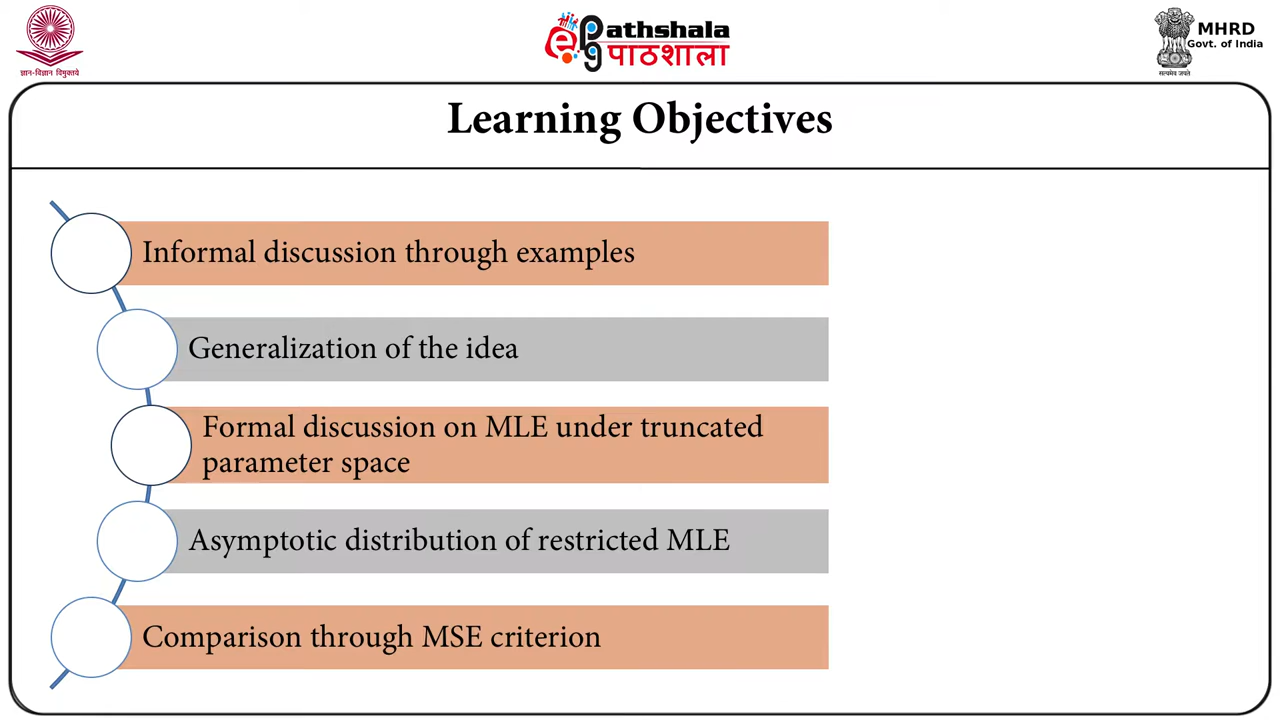 ज्ञान-विज्ञान विमुक्तये
e
pg
athshala
पाठशाला
MHRD
Govt. of India
सत्यमेव जयते
Learning Objectives
Informal discussion through examples
Generalization of the idea
Formal discussion on MLE under truncated
parameter space
Asymptotic distribution of restricted MLE
Comparison through MSE criterion